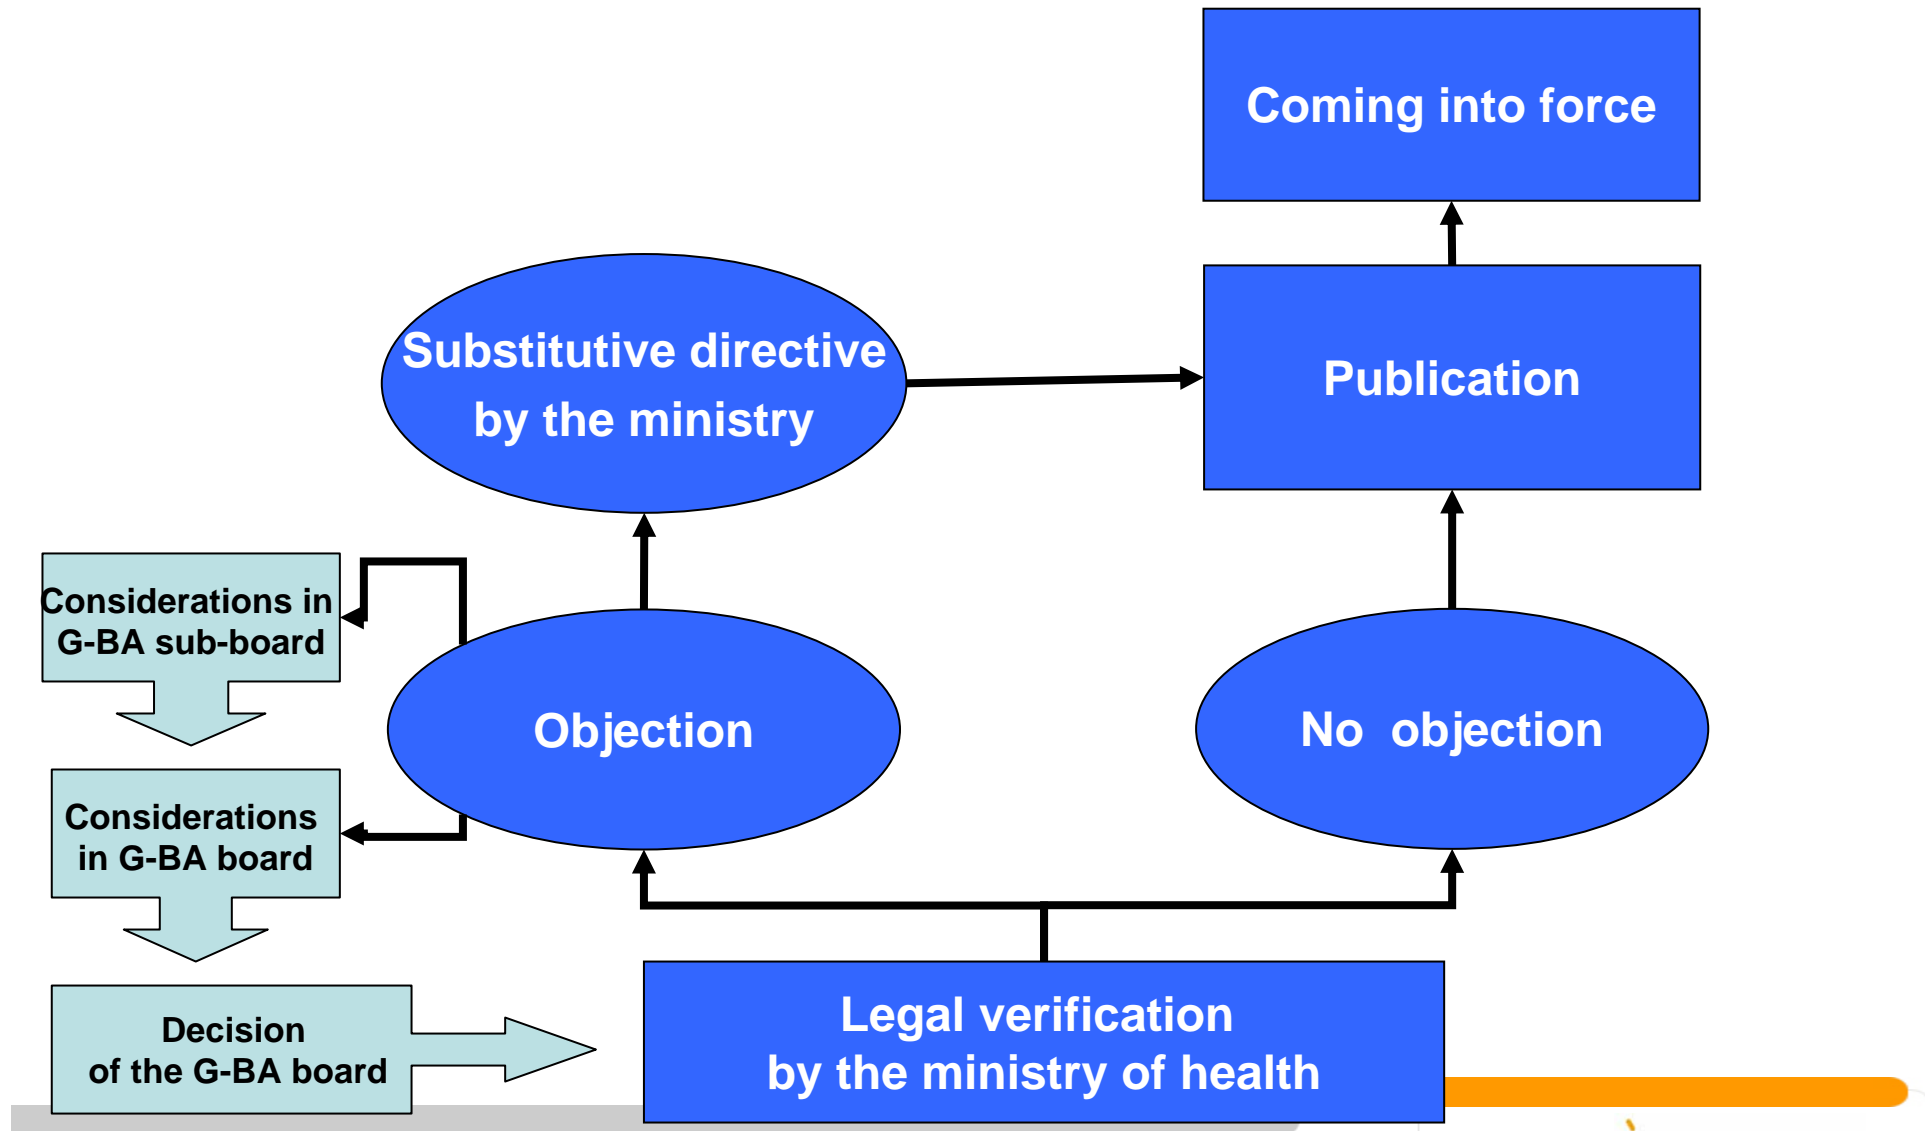 Coming into force
Substitutive directive
by the ministry
Publication
Considerations in
G-BA sub-board
Objection
No objection
Considerations
in G-BA board
Decision
of the G-BA board
Legal verification
by the ministry of health